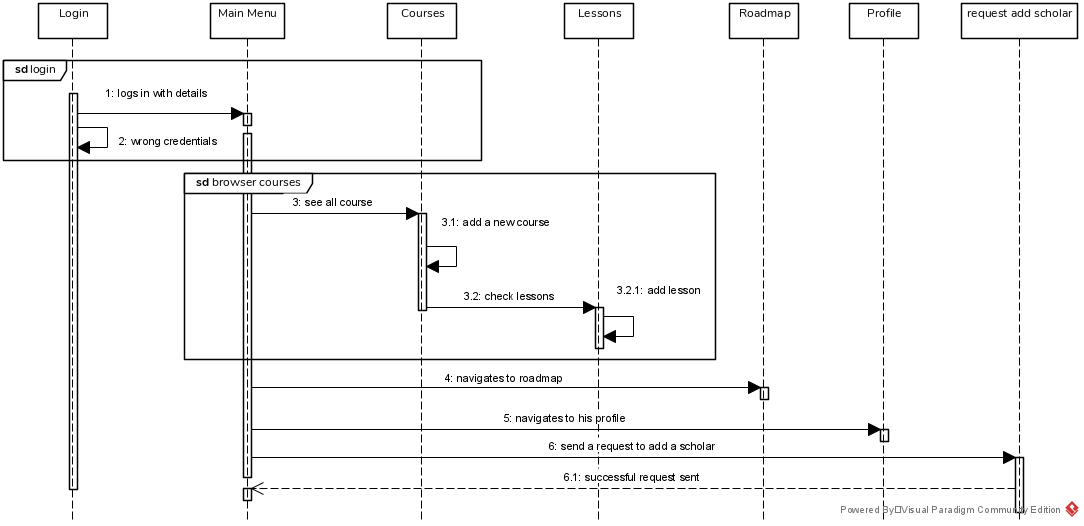 Login
Main Menu
Courses
Lessons
Roadmap
Profile
request add scholar
sd login
1: logs in with details
2: wrong credentials
sd browser courses
3: see all course
3.1: add a new course
3.2: check lessons
3.2.1: add lesson
4: navigates to roadmap
5: navigates to his profile
6: send a request to add a scholar
6.1: successful request sent
Powered By Visual Paradigm Community Edition